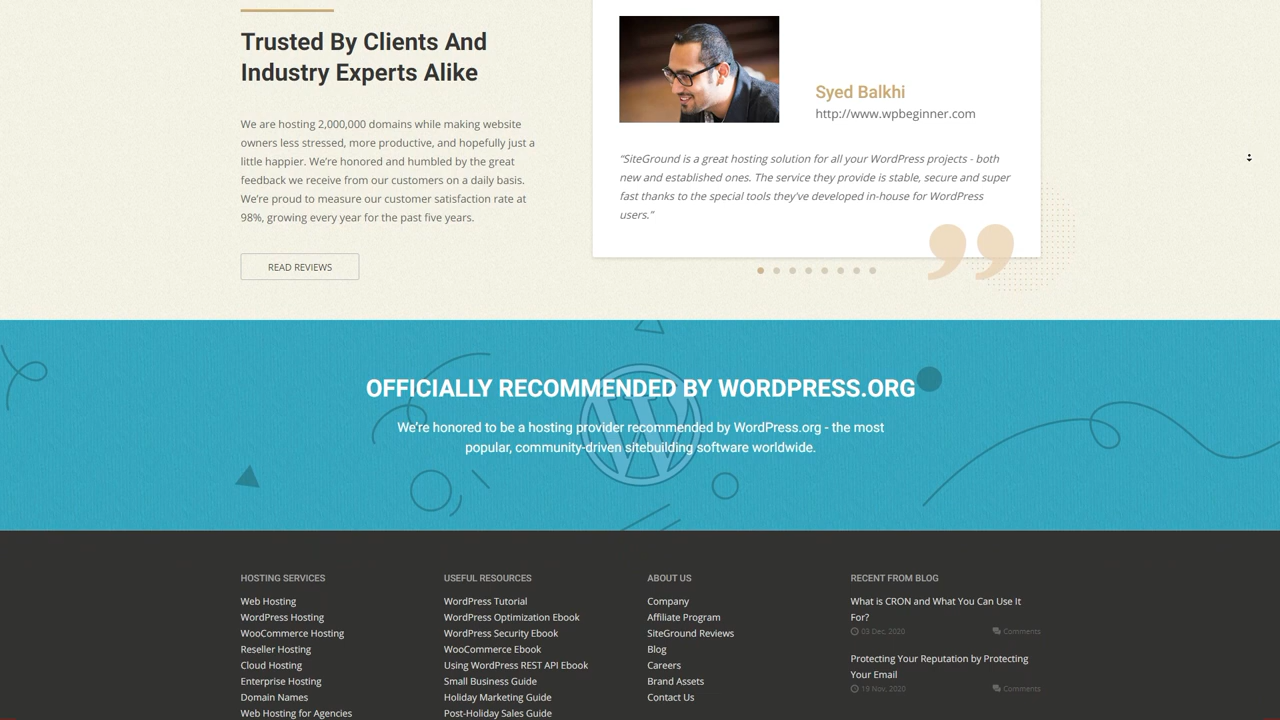 Trusted By Clients And
Industry Experts Alike
We are hosting 2,000,000 domains while making website
owners less stressed, more productive, and hopefully just a
little happier. We're honored and humbled by the great
feedback we receive from our customers on a daily basis.
We're proud to measure our customer satisfaction rate at
98%, growing every year for the past five years.
READ REVIEWS
Syed Balkhi
http://www.wpbeginner.com
“SiteGround is a great hosting solution for all your WordPress projects - both
new and established ones. The service they provide is stable, secure and super
fast thanks to the special tools they've developed in-house for WordPress
users.”
OFFICIALLY RECOMMENDED BY WORDPRESS.ORG
We're honored to be a hosting provider recommended by WordPress.org - the most
popular, community-driven sitebuilding software worldwide.
HOSTING SERVICES
Web Hosting
WordPress Hosting
WooCommerce Hosting
Reseller Hosting
Cloud Hosting
Enterprise Hosting
Domain Names
Web Hosting for Agencies
USEFUL RESOURCES
WordPress Tutorial
WordPress Optimization Ebook
WordPress Security Ebook
WooCommerce Ebook
Using WordPress REST API Ebook
Small Business Guide
Holiday Marketing Guide
Post-Holiday Sales Guide
ABOUT US
Company
Affiliate Program
SiteGround Reviews
Blog
Careers
Brand Assets
Contact Us
RECENT FROM BLOG
What is CRON and What You Can Use It
For?
03 Dec, 2020 Comments
Protecting Your Reputation by Protecting
Your Email
19 Nov, 2020 Comments